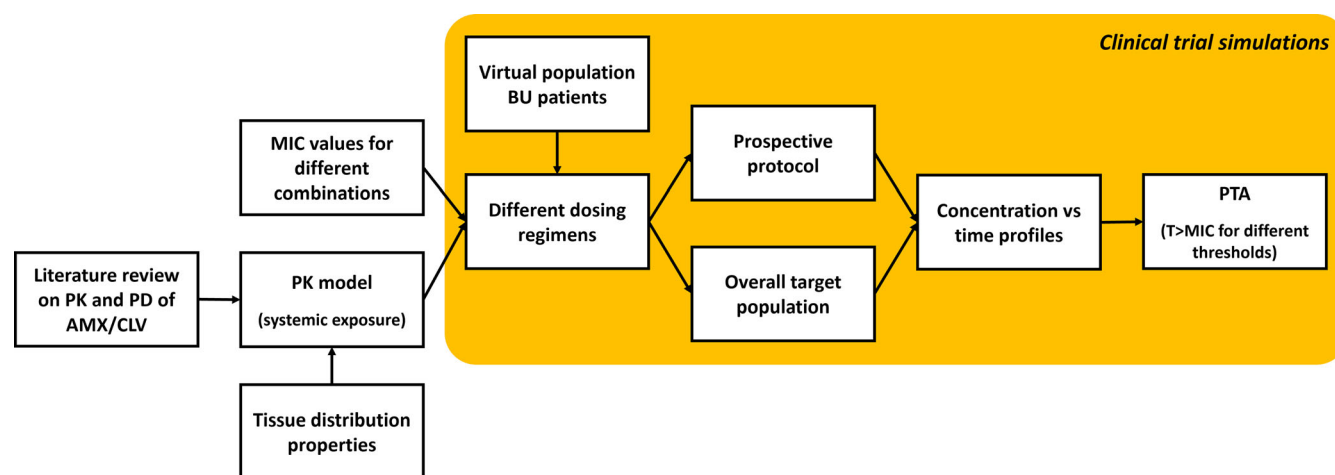 Clinical trial simulations
Virtual population
BU patients
MIC values for
different
combinations
Prospective
protocol
Different dosing
regimens
Concentration vs
time profiles
PTA
(T>MIC for different
thresholds)
Literature review
on PK and PD of
AMX/CLV
PK model
(systemic exposure)
Overall target
population
Tissue distribution
properties